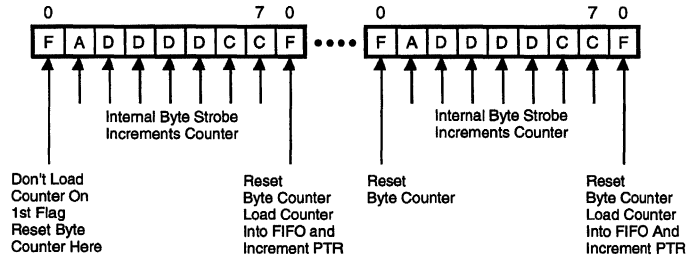 0 7 0 0 7 0
F A D D D D C C F •••• F A D D D D C C F
Internal Byte Strobe
Increments Counter
Internal Byte Strobe
Increments Counter
Don't Load
Counter On
1st Flag
Reset Byte
Counter Here
Reset
Byte Counter
Load Counter
Into FIFO and
Increment PTR
Reset
Byte Counter
Reset
Byte Counter
Load Counter
Into FIFO And
Increment PTR